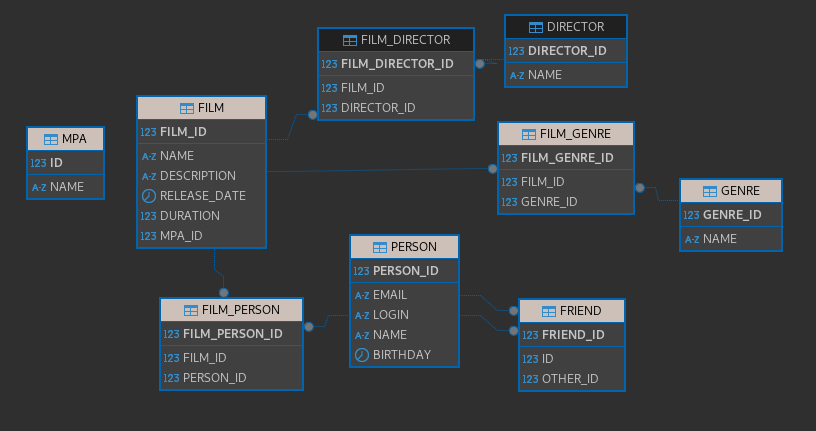 DIRECTOR
123 DIRECTOR_ID
A-Z NAME
FILM_DIRECTOR
123 FILM_DIRECTOR_ID
123 FILM_ID
123 DIRECTOR_ID
FILM
123 FILM_ID
A-Z NAME
A-Z DESCRIPTION
RELEASE_DATE
123 DURATION
123 MPA_ID
MPA
123 ID
A-Z NAME
FILM_GENRE
123 FILM_GENRE_ID
123 FILM_ID
123 GENRE_ID
GENRE
123 GENRE_ID
A-Z NAME
PERSON
123 PERSON_ID
A-Z EMAIL
A-Z LOGIN
A-Z NAME
BIRTHDAY
FILM_PERSON
123 FILM_PERSON_ID
123 FILM_ID
123 PERSON_ID
FRIEND
123 FRIEND_ID
123 ID
123 OTHER_ID